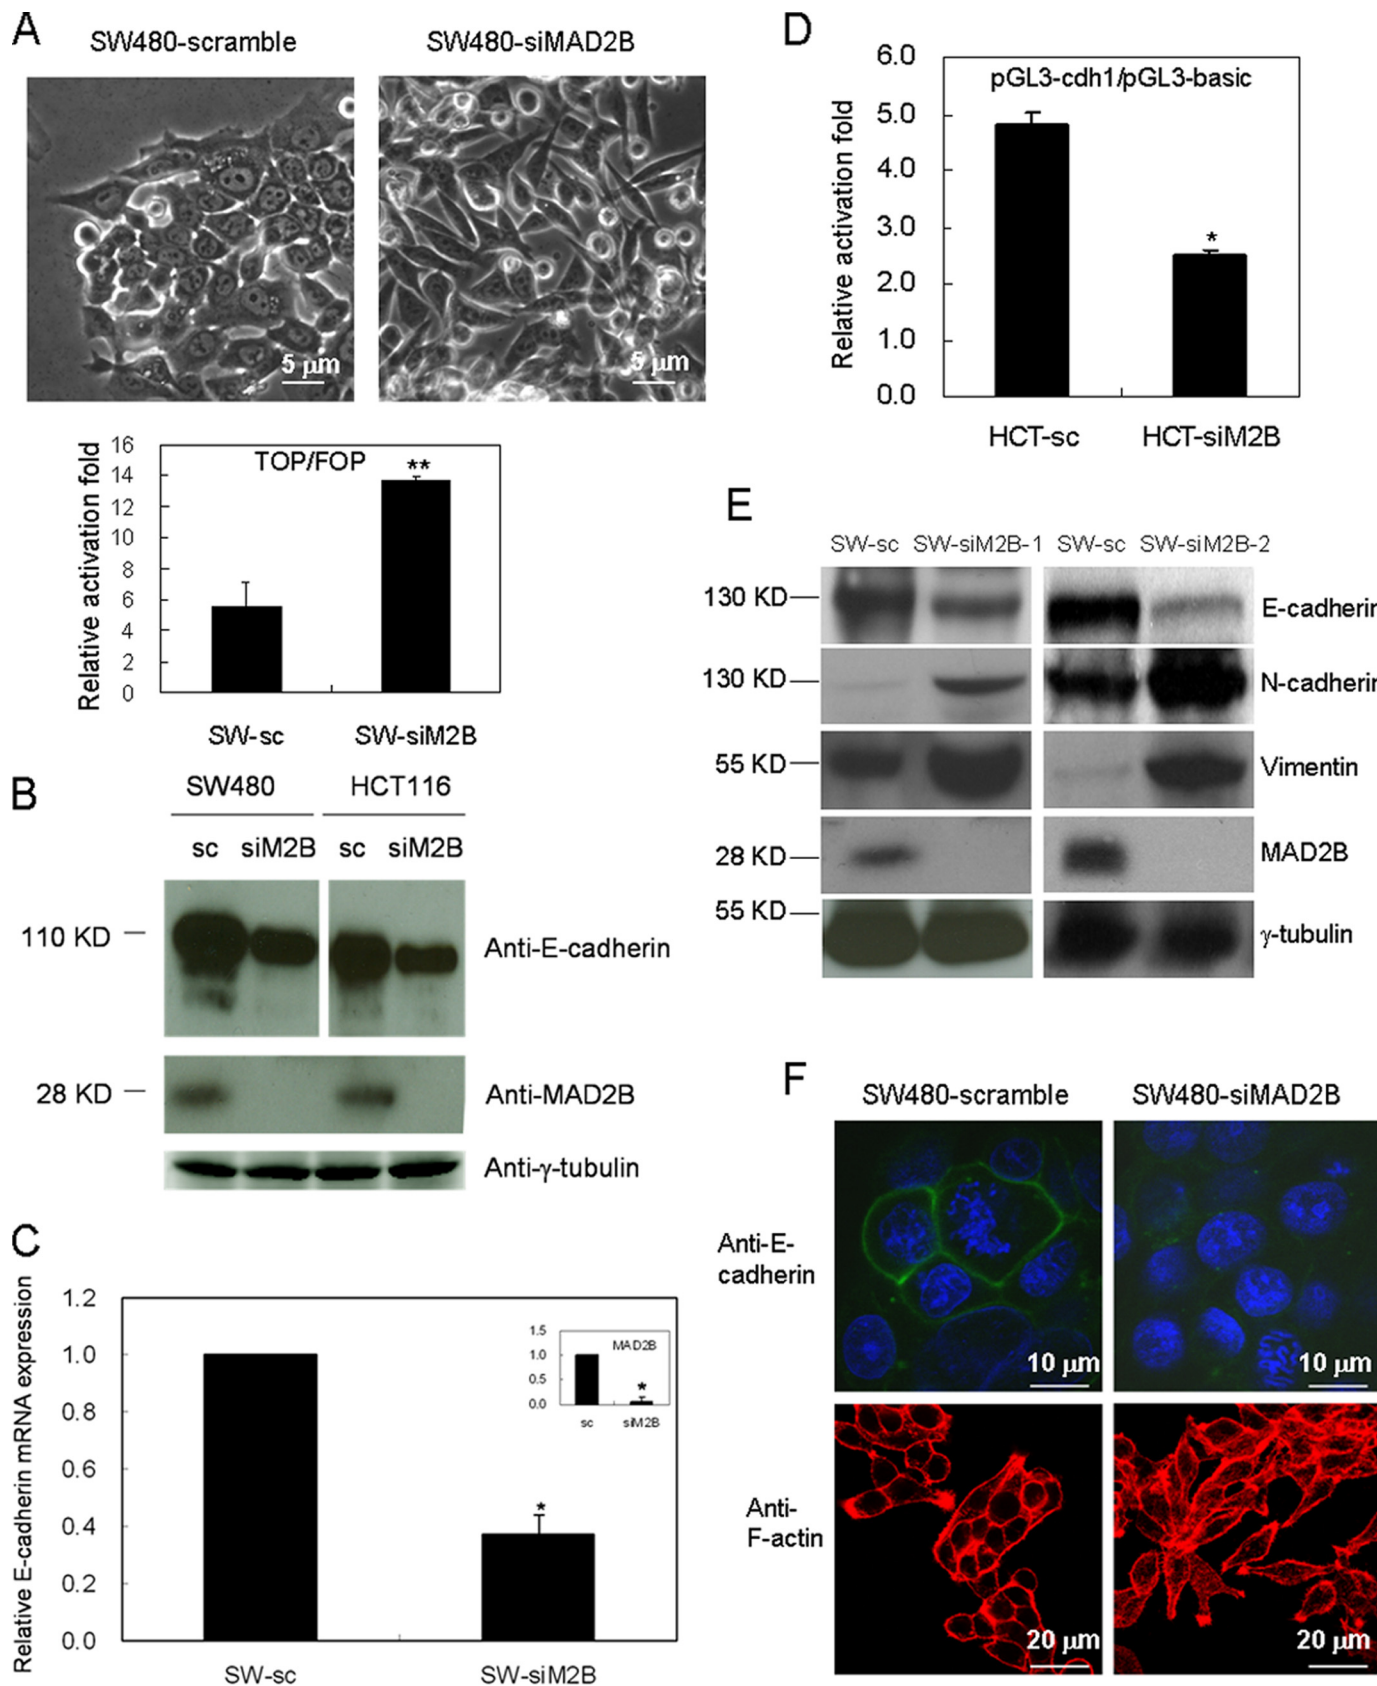 A
SW480-scramble
SW480-siMAD2B
5 μm
5 μm
16
14
12
10
8
6
4
2
0
Relative activation fold
TOP/FOP
**
SW-sc
SW-siM2B
B
SW480
HCT116
sc
siM2B
sc
siM2B
110 KD
Anti-E-cadherin
28 KD
Anti-MAD2B
Anti-γ-tubulin
C
1.2
1.0
0.8
0.6
0.4
0.2
0.0
Relative E-cadherin mRNA expression
*
SW-sc
SW-siM2B
1.5
1.0
0.5
0.0
MAD2B
*
sc
siM2B
D
6.0
5.0
4.0
3.0
2.0
1.0
0.0
Relative activation fold
pGL3-cdh1/pGL3-basic
*
HCT-sc
HCT-siM2B
E
SW-sc
SW-siM2B-1
SW-sc
SW-siM2B-2
130 KD
E-cadherin
130 KD
N-cadherin
55 KD
Vimentin
28 KD
MAD2B
55 KD
γ-tubulin
F
SW480-scramble
SW480-siMAD2B
Anti-E-
cadherin
10 μm
10 μm
Anti-
F-actin
20 μm
20 μm